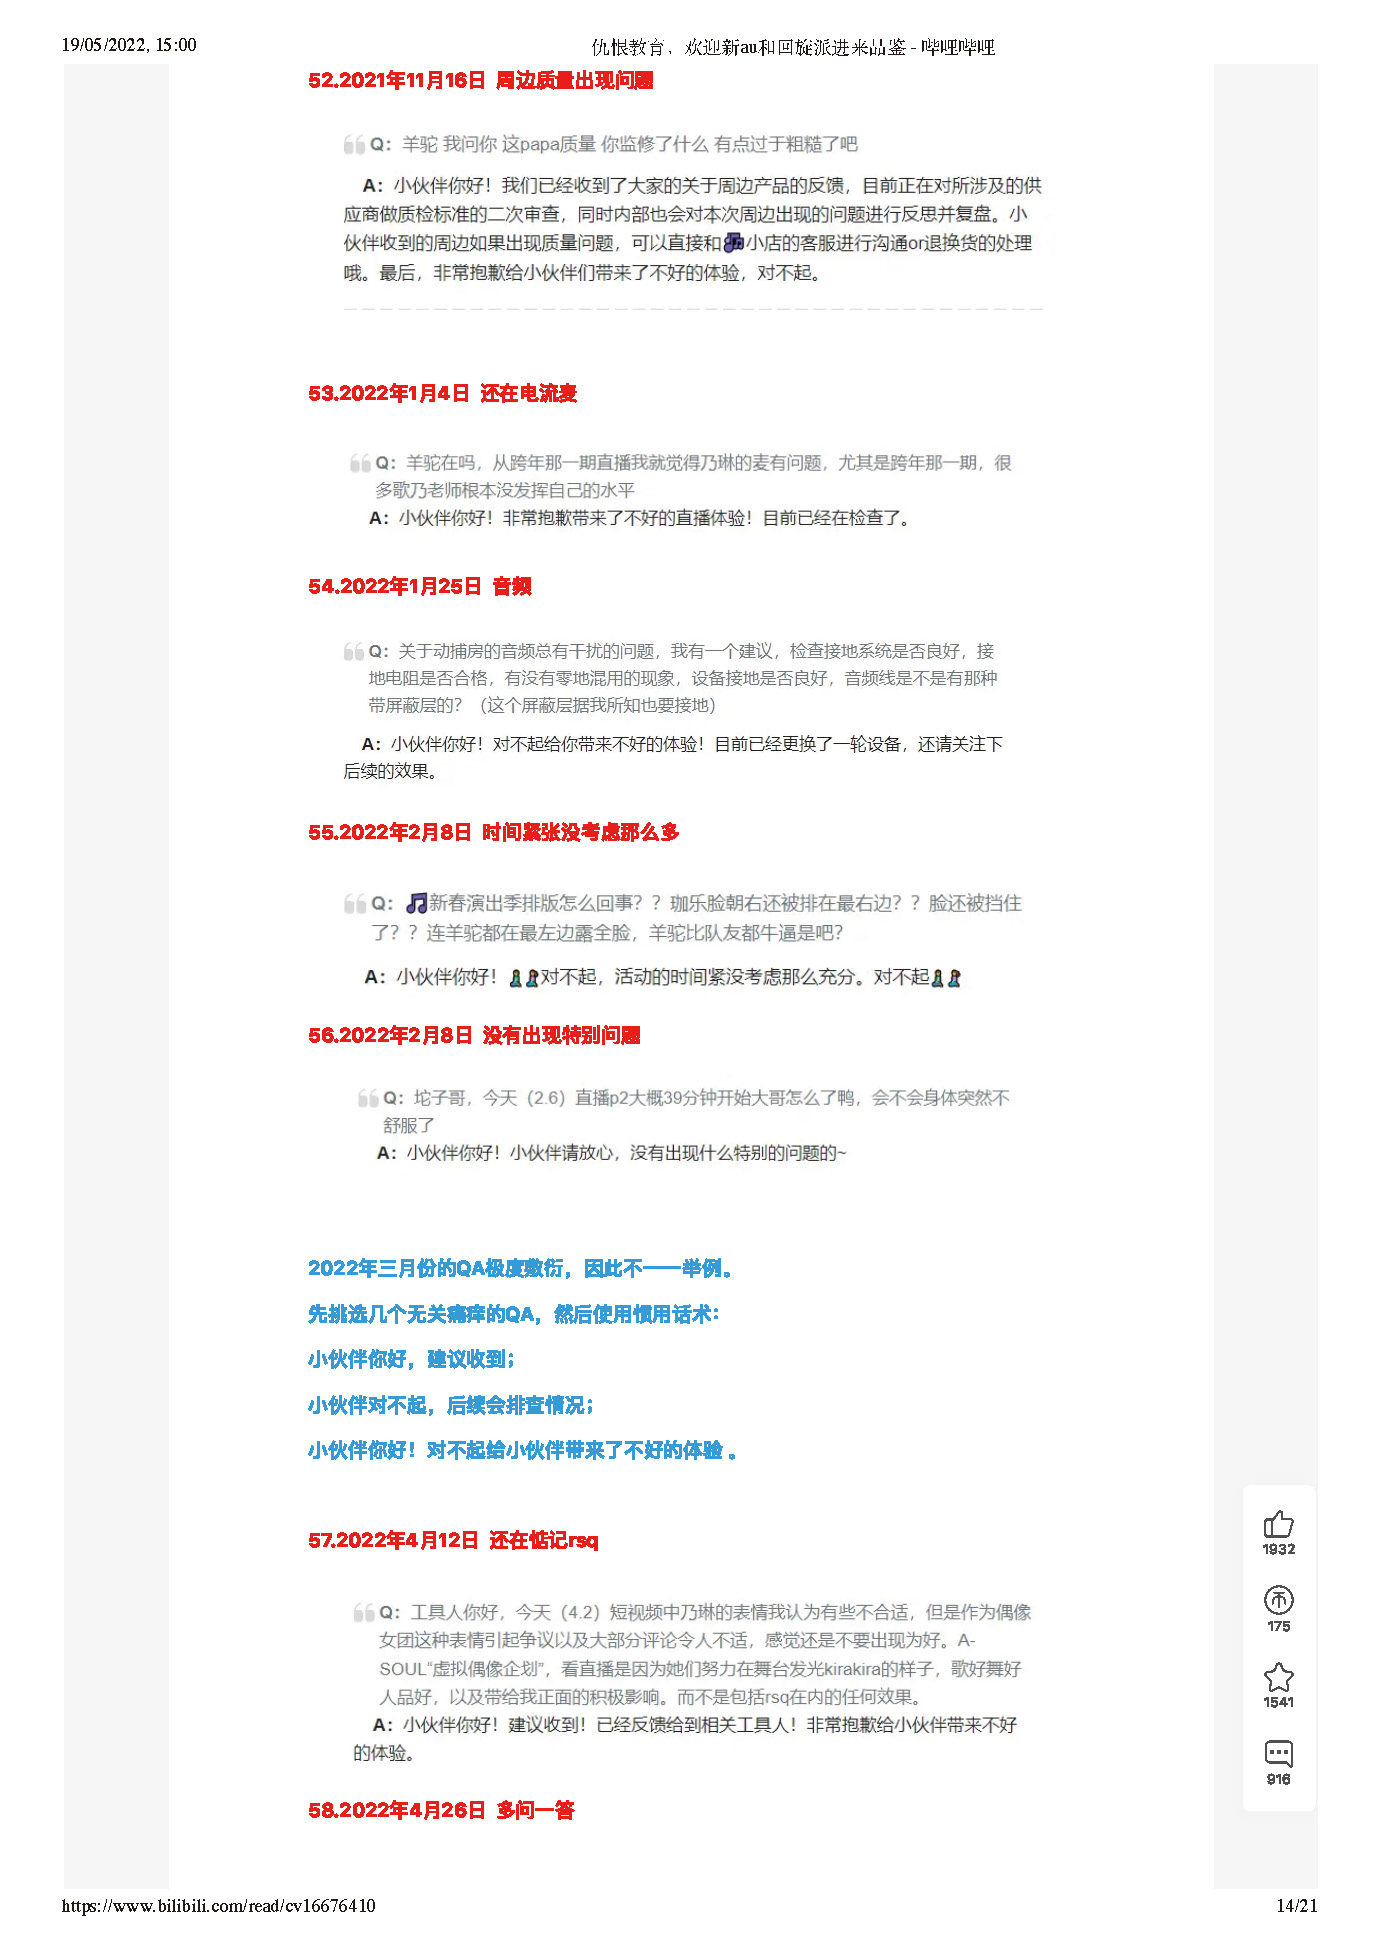 19/05/2022, 15:00
仇恨教育，欢迎新au和回旋派进来品鉴 - 哔哩哔哩
52.2021年11月16日 周边质量出现问题
Q：羊驼 我问你 这papa质量 你监修了什么 有点过于粗糙了吧
A：小伙伴你好！我们已经收到了大家的关于周边产品的反馈，目前正在对所涉及的供
应商做质检标准的二次审查，同时内部也会对本次周边出现的问题进行反思并复盘。小
伙伴收到的周边如果出现质量问题，可以直接和🎶小店的客服进行沟通or退换货的处理
哦。最后，非常抱歉给小伙伴们带来了不好的体验，对不起。
53.2022年1月4日 还在电流麦
Q：羊驼在吗，从跨年那一期直播我就觉得乃琳的麦有问题，尤其是跨年那一期，很
多歌乃老师根本没发挥自己的水平
A：小伙伴你好！非常抱歉带来了不好的直播体验！目前已经在检查了。
54.2022年1月25日 音频
Q：关于动捕房的音频总有干扰的问题，我有一个建议，检查接地系统是否良好，接
地电阻是否合格，有没有零地混用的现象，设备接地是否良好，音频线是不是有那种
带屏蔽层的？（这个屏蔽层据我所知也要接地）
A：小伙伴你好！对不起给你带来不好的体验！目前已经更换了一轮设备，还请关注下
后续的效果。
55.2022年2月8日 时间紧张没考虑那么多
Q：🎵新春演出季排版怎么回事？？珈乐脸朝右还被排在最右边？？脸还被挡住
了？？连羊驼都在最左边露全脸，羊驼比队友都牛逼是吧？
A：小伙伴你好！🧎🧎对不起，活动的时间紧没考虑那么充分。对不起🧎🧎
56.2022年2月8日 没有出现特别问题
Q：坨子哥，今天（2.6）直播p2大概39分钟开始大哥怎么了鸭，会不会身体突然不
舒服了
A：小伙伴你好！小伙伴请放心，没有出现什么特别的问题的~
2022年三月份的QA极度敷衍，因此不一一举例。
先挑选几个无关痛痒的QA，然后使用惯用话术：
小伙伴你好，建议收到；
小伙伴对不起，后续会排查情况；
小伙伴你好！对不起给小伙伴带来了不好的体验 。
57.2022年4月12日 还在惦记rsq
Q：工具人你好，今天（4.2）短视频中乃琳的表情我认为有些不合适，但是作为偶像
女团这种表情引起争议以及大部分评论令人不适，感觉还是不要出现为好。A-
SOUL“虚拟偶像企划”，看直播是因为她们努力在舞台发光kirakira的样子，歌好舞好
人品好，以及带给我正面的积极影响。而不是包括rsq在内的任何效果。
A：小伙伴你好！建议收到！已经反馈给到相关工具人！非常抱歉给小伙伴带来不好
的体验。
58.2022年4月26日 多问一答
1932
175
1541
916
https://www.bilibili.com/read/cv16676410
14/21